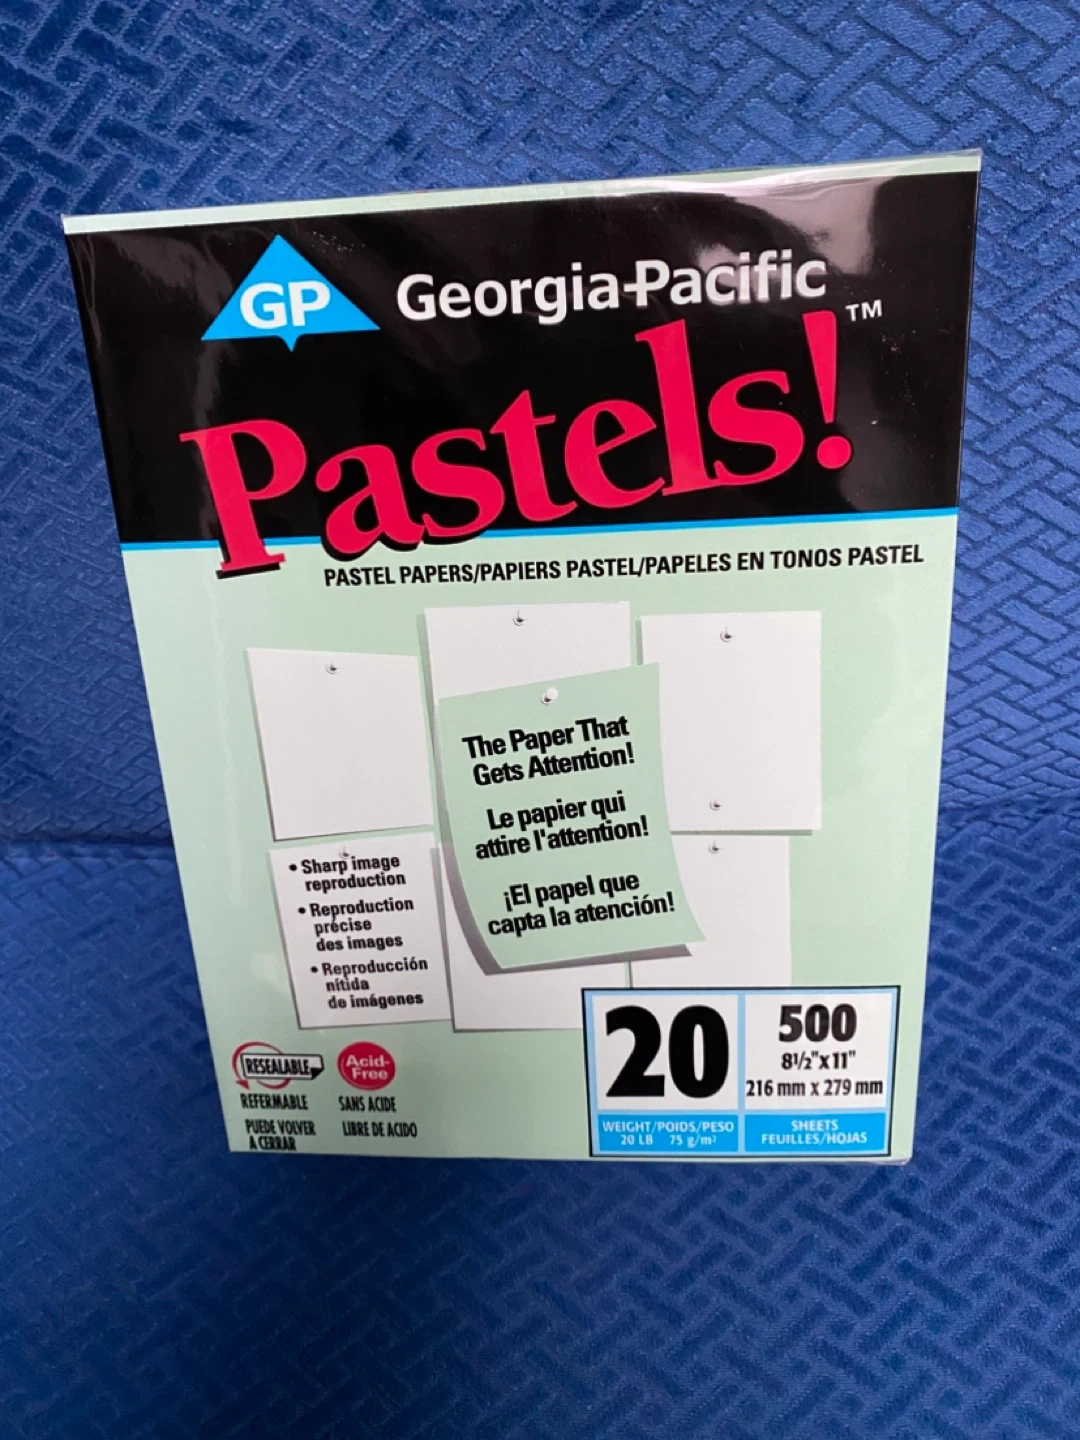 GP
Georgia-Pacific
Pastels!™
PASTEL PAPERS/PAPIERS PASTEL/PAPELES EN TONOS PASTEL
The Paper That
Gets Attention!
Le papier qui
attire l'attention!
¡El papel que
capta la atención!
• Sharp image
reproduction
• Reproduction
précise
des images
• Reproducción
nítida
de imágenes
RESEALABLE
REFERMABLE
PUEDE VOLVER
A CERRAR
Acid-
Free
SANS ACIDE
LIBRE DE ACIDO
20
WEIGHT/POIDS/PESO
20 LB 75 g/m²
500
8½"x11"
216 mm x 279 mm
SHEETS
FEUILLES/HOJAS